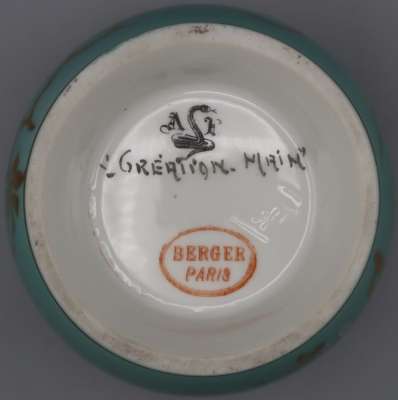 A F
"CRÉATION. MAIN"
BERGER
PARIS